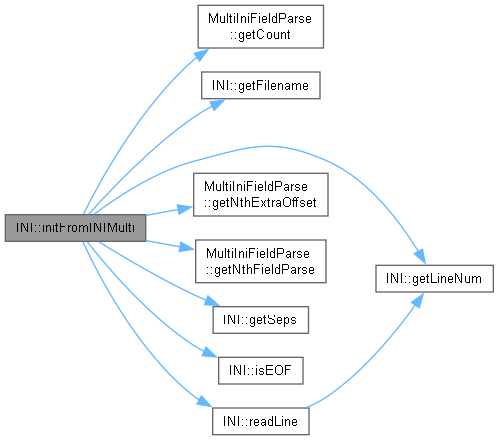 MultiIniFieldParse
::getCount
INI::getFilename
MultiIniFieldParse
::getNthExtraOffset
INI::initFromINIMulti
MultiIniFieldParse
::getNthFieldParse
INI::getLineNum
INI::getSeps
INI::isEOF
INI::readLine